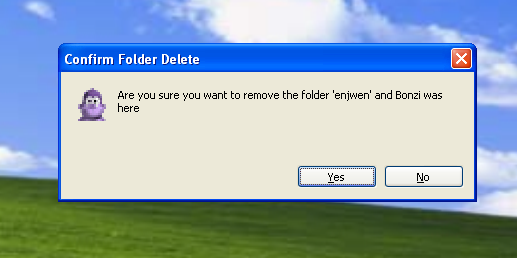 Confirm Folder Delete
Are you sure you want to remove the folder 'enjwen' and Bonzi was
here
Yes
No